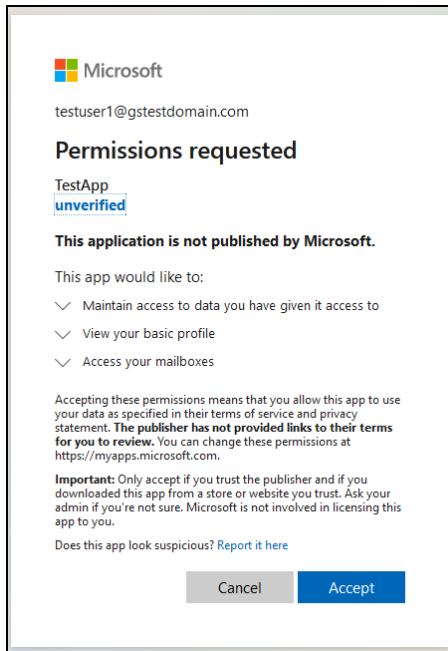 Microsoft
testuser1@gstestdomain.com
Permissions requested
TestApp
unverified
This application is not published by Microsoft.
This app would like to:
Maintain access to data you have given it access to
View your basic profile
Access your mailboxes
Accepting these permissions means that you allow this app to use
your data as specified in their terms of service and privacy
statement. The publisher has not provided links to their terms
for you to review. You can change these permissions at
https://myapps.microsoft.com.
Important: Only accept if you trust the publisher and if you
downloaded this app from a store or website you trust. Ask your
admin if you're not sure. Microsoft is not involved in licensing this
app to you.
Does this app look suspicious? Report it here
Cancel Accept